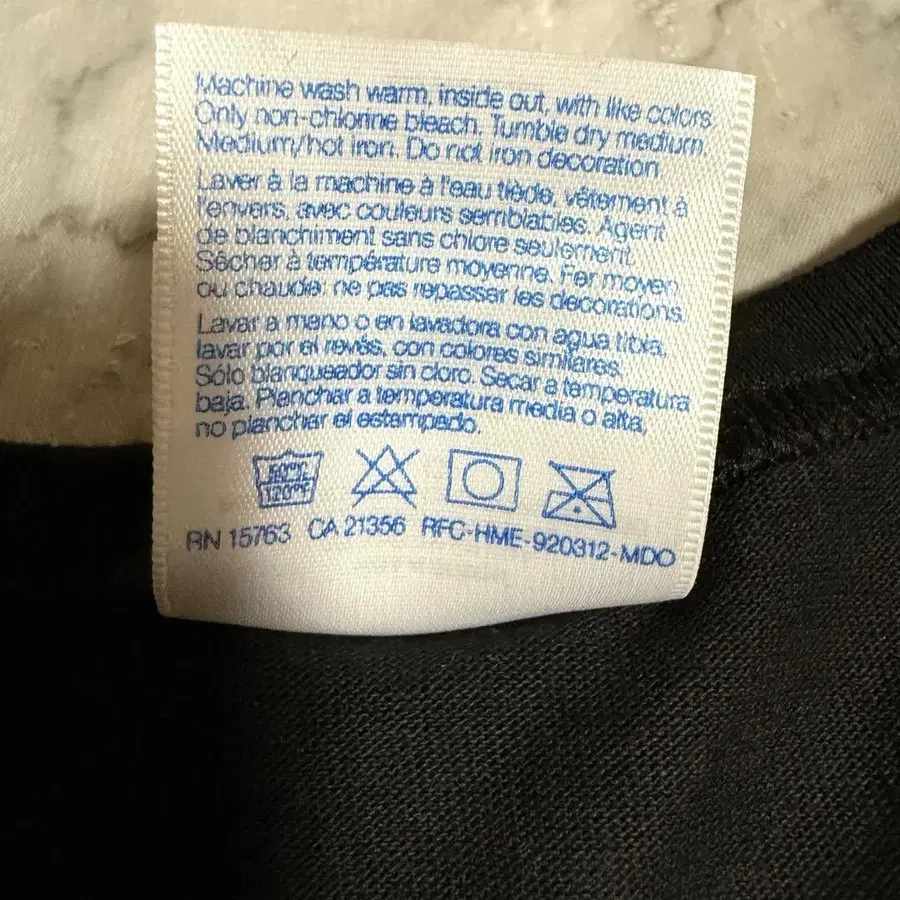 Machine wash warm, inside out, with like colors.
Only non-chlorine bleach. Tumble dry medium.
Medium/hot iron. Do not iron decoration
Laver à la machine à l'eau tiède, vêtement à
l'envers, avec couleurs semblables. Agent
de blanchiment sans chlore seulement.
Sécher à température moyenne. Fer moyen
ou chaude: ne pas repasser les decorations.
Lavar a mano o en lavadora con agua tibia,
lavar por el revés, con colores similares.
Sólo blanqueador sin cloro. Secar a temperatura
baja. Planchar a temperatura media o alta,
no planchar el estampado.
50°C
120°F
RN 15763 CA 21356 RFC-HME-920312-MDO